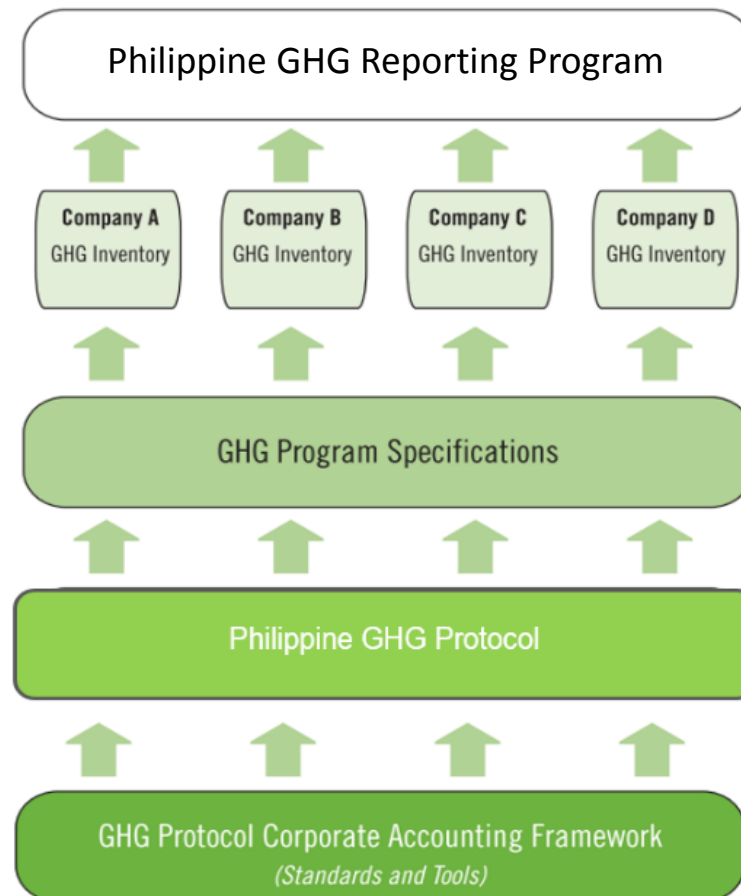 Philippine GHG Reporting Program
Company A
GHG Inventory
Company B
GHG Inventory
Company C
GHG Inventory
Company D
GHG Inventory
GHG Program Specifications
Philippine GHG Protocol
GHG Protocol Corporate Accounting Framework
(Standards and Tools)